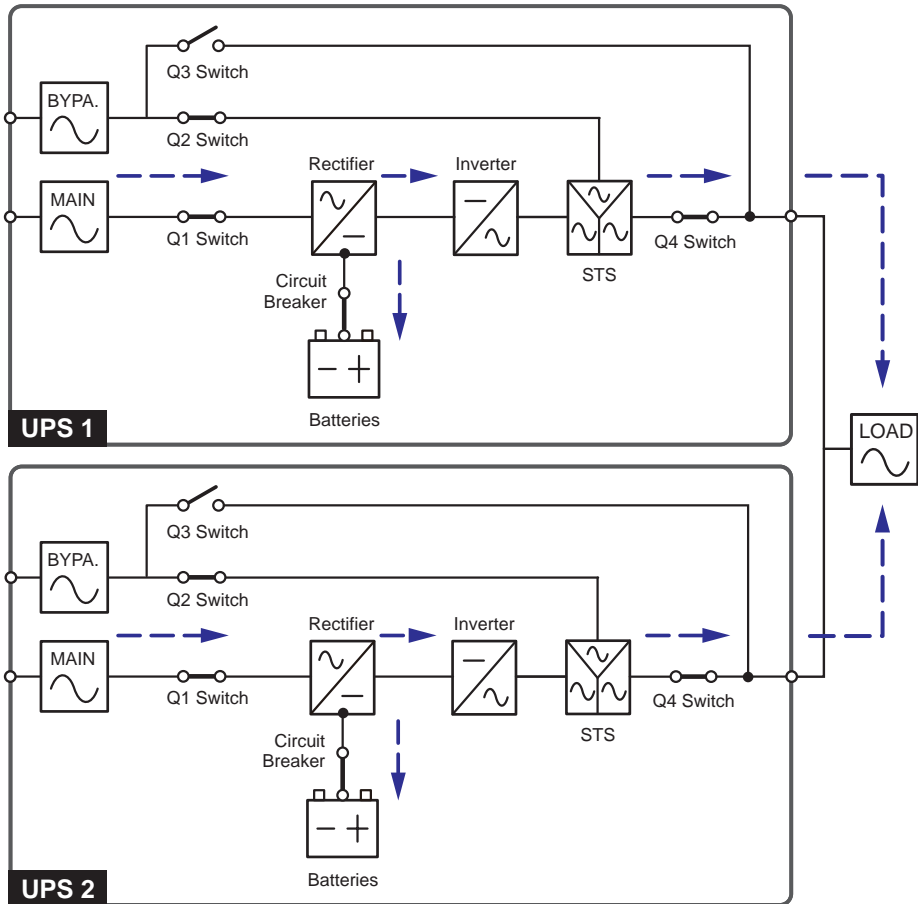 Q3 Switch
BYPA.
Q2 Switch
Rectifier
Inverter
MAIN
Q1 Switch
Q4 Switch
STS
Circuit
Breaker
Batteries
UPS 1
LOAD
Q3 Switch
BYPA.
Q2 Switch
Rectifier
Inverter
MAIN
Q1 Switch
Q4 Switch
STS
Circuit
Breaker
Batteries
UPS 2